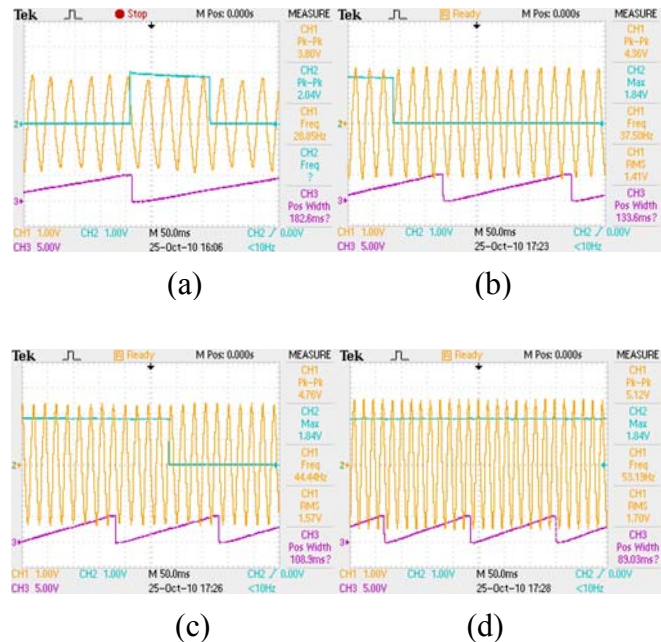 Tek Stop M Pos: 0.000s MEASURE
CH1
Pk-Pk
3.80V
CH2
Pk-Pk
2.04V
CH1
Freq
28.85Hz
CH2
Freq
?
CH3
Pos Width
182.6ms?
2
3
CH1 1.00V CH2 1.00V M 50.0ms CH2 0.00V
CH3 5.00V 25-Oct-10 16:06 <10Hz
(a)
Tek Ready M Pos: 0.000s MEASURE
CH1
Pk-Pk
4.36V
CH2
Max
1.84V
CH1
Freq
37.50Hz
CH1
RMS
1.41V
CH3
Pos Width
133.6ms?
2
3
CH1 1.00V CH2 1.00V M 50.0ms CH2 0.00V
CH3 5.00V 25-Oct-10 17:23 <10Hz
(b)
Tek Ready M Pos: 0.000s MEASURE
CH1
Pk-Pk
4.76V
CH2
Max
1.84V
CH1
Freq
44.44Hz
CH1
RMS
1.57V
CH3
Pos Width
108.9ms?
2
3
CH1 1.00V CH2 1.00V M 50.0ms CH2 0.00V
CH3 5.00V 25-Oct-10 17:26 <10Hz
(c)
Tek Ready M Pos: 0.000s MEASURE
CH1
Pk-Pk
5.12V
CH2
Max
1.84V
CH1
Freq
53.19Hz
CH1
RMS
1.70V
CH3
Pos Width
89.03ms?
2
3
CH1 1.00V CH2 1.00V M 50.0ms CH2 0.00V
CH3 5.00V 25-Oct-10 17:28 <10Hz
(d)